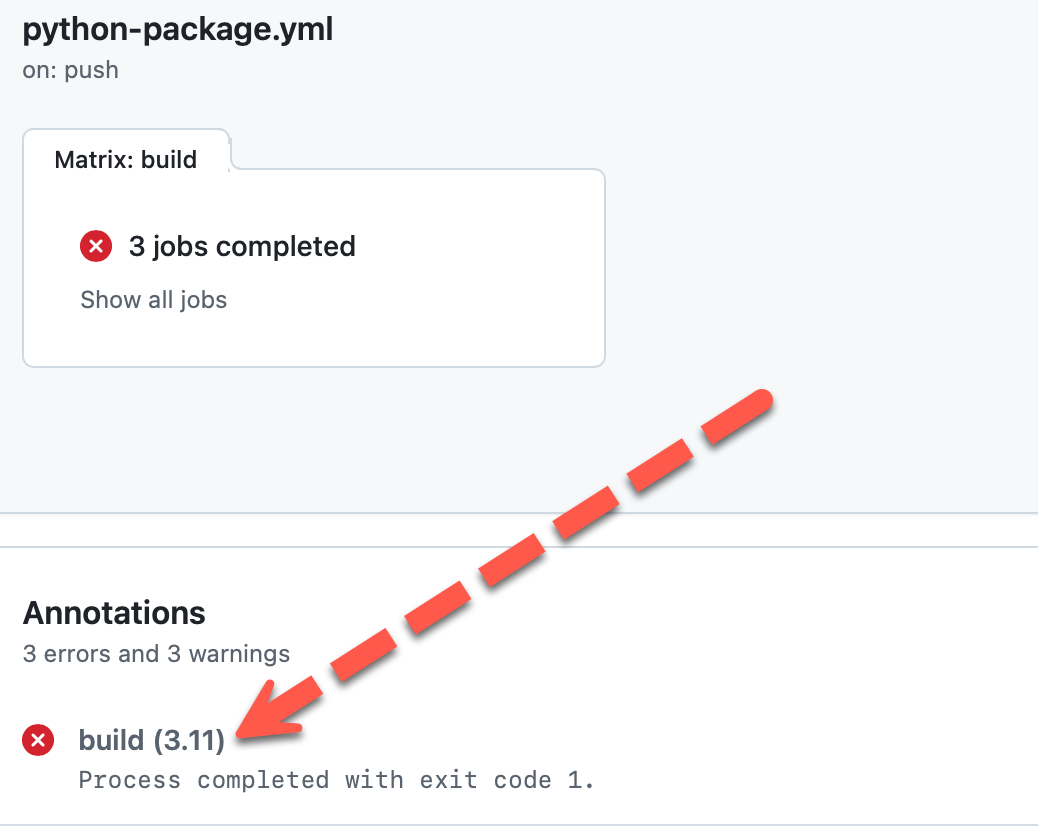 python-package.yml
on: push
Matrix: build
3 jobs completed
Show all jobs
Annotations
3 errors and 3 warnings
build (3.11)
Process completed with exit code 1.